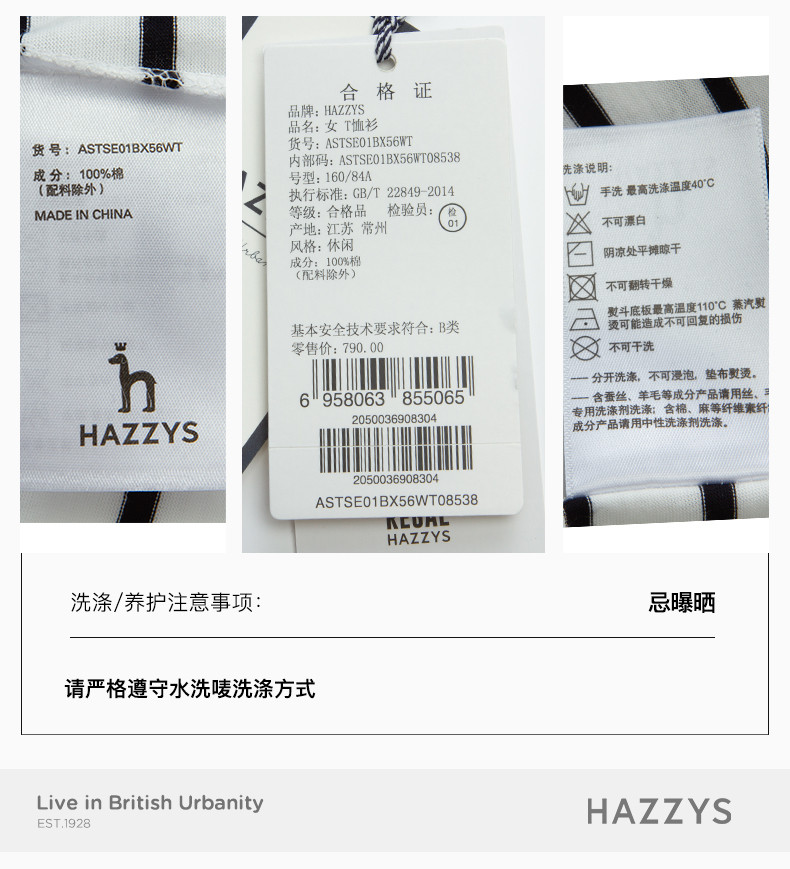 货 号： ASTSE01BX56WT
成 分： 100%棉
（配料除外）
MADE IN CHINA
HAZZYS
合 格 证
品牌：HAZZYS
品名：女 T恤衫
货号：ASTSE01BX56WT
内部码：ASTSE01BX56WT08538
号型：160/84A
执行标准：GB/T 22849-2014
等级：合格品 检验员： 检 01
产地：江苏 常州
风格：休闲
成分：100%棉
（配料除外）
基本安全技术要求符合：B类
零售价：790.00
6 958063 855065
2050036908304
2050036908304
ASTSE01BX56WT08538
HAZZYS
洗涤说明：
手洗 最高洗涤温度40℃
不可漂白
阴凉处平摊晾干
不可翻转干燥
熨斗底板最高温度110℃ 蒸汽熨
烫可能造成不可回复的损伤
不可干洗
── 分开洗涤，不可浸泡，垫布熨烫。
── 含蚕丝、羊毛等成分产品请用丝、
专用洗涤剂洗涤；含棉、麻等纤维素纤
成分产品请用中性洗涤剂洗涤。
洗涤/养护注意事项： 忌曝晒
请严格遵守水洗唛洗涤方式
Live in British Urbanity
EST.1928
HAZZYS